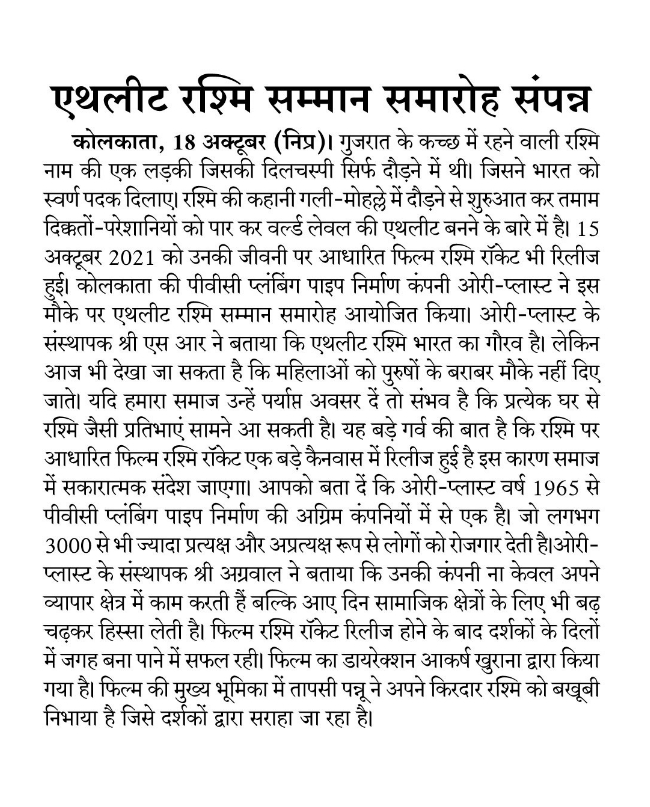 एथलीट रश्मि सम्मान समारोह संपन्न
कोलकाता, 18 अक्टूबर (निप्र)। गुजरात के कच्छ में रहने वाली रश्मि
नाम की एक लड़की जिसकी दिलचस्पी सिर्फ दौड़ने में थी। जिसने भारत को
स्वर्ण पदक दिलाए। रश्मि की कहानी गली-मोहल्ले में दौड़ने से शुरुआत कर तमाम
दिक्कतों-परेशानियों को पार कर वर्ल्ड लेवल की एथलीट बनने के बारे में है। 15
अक्टूबर 2021 को उनकी जीवनी पर आधारित फिल्म रश्मि रॉकेट भी रिलीज
हुई। कोलकाता की पीवीसी प्लंबिंग पाइप निर्माण कंपनी ओरी-प्लास्ट ने इस
मौके पर एथलीट रश्मि सम्मान समारोह आयोजित किया। ओरी-प्लास्ट के
संस्थापक श्री एस आर ने बताया कि एथलीट रश्मि भारत का गौरव है। लेकिन
आज भी देखा जा सकता है कि महिलाओं को पुरुषों के बराबर मौके नहीं दिए
जाते। यदि हमारा समाज उन्हें पर्याप्त अवसर दें तो संभव है कि प्रत्येक घर से
रश्मि जैसी प्रतिभाएं सामने आ सकती है। यह बड़े गर्व की बात है कि रश्मि पर
आधारित फिल्म रश्मि रॉकेट एक बड़े कैनवास में रिलीज हुई है इस कारण समाज
में सकारात्मक संदेश जाएगा। आपको बता दें कि ओरी-प्लास्ट वर्ष 1965 से
पीवीसी प्लंबिंग पाइप निर्माण की अग्रिम कंपनियों में से एक है। जो लगभग
3000 से भी ज्यादा प्रत्यक्ष और अप्रत्यक्ष रूप से लोगों को रोजगार देती है।ओरी-
प्लास्ट के संस्थापक श्री अग्रवाल ने बताया कि उनकी कंपनी ना केवल अपने
व्यापार क्षेत्र में काम करती हैं बल्कि आए दिन सामाजिक क्षेत्रों के लिए भी बढ़
चढ़कर हिस्सा लेती है। फिल्म रश्मि रॉकेट रिलीज होने के बाद दर्शकों के दिलों
में जगह बना पाने में सफल रही। फिल्म का डायरेक्शन आकर्ष खुराना द्वारा किया
गया है। फिल्म की मुख्य भूमिका में तापसी पन्नू ने अपने किरदार रश्मि को बखूबी
निभाया है जिसे दर्शकों द्वारा सराहा जा रहा है।